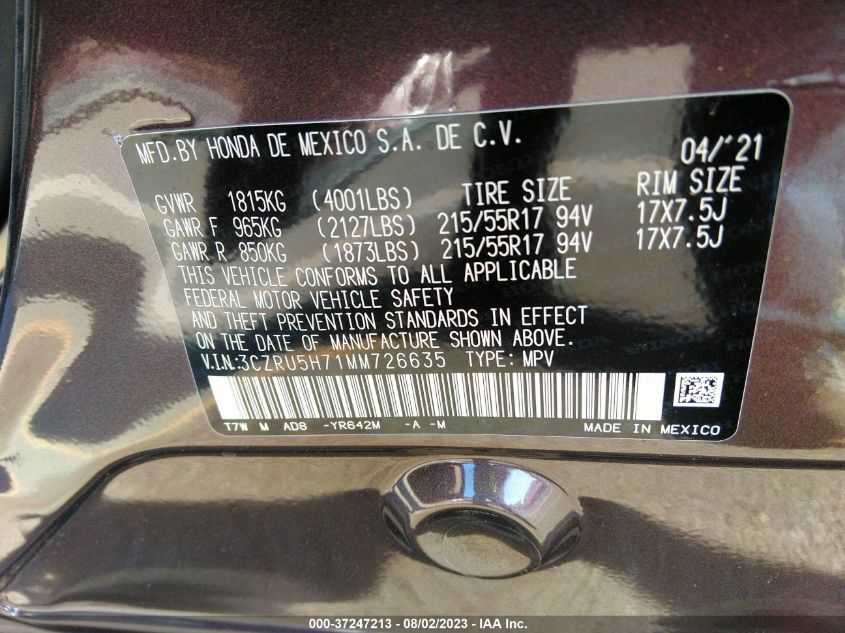 MFD.BY HONDA DE MEXICO S.A. DE C.V. 04/'21
GVWR 1815KG (4001LBS) TIRE SIZE RIM SIZE
GAWR F 965KG (2127LBS) 215/55R17 94V 17X7.5J
GAWR R 850KG (1873LBS) 215/55R17 94V 17X7.5J
THIS VEHICLE CONFORMS TO ALL APPLICABLE
FEDERAL MOTOR VEHICLE SAFETY
AND THEFT PREVENTION STANDARDS IN EFFECT
ON THE DATE OF MANUFACTURE SHOWN ABOVE.
V.I.N:3CZRU5H71MM726635 TYPE: MPV
T7W M AD8 -YR642M -A -M MADE IN MEXICO
000-37247213 - 08/02/2023 - IAA Inc.